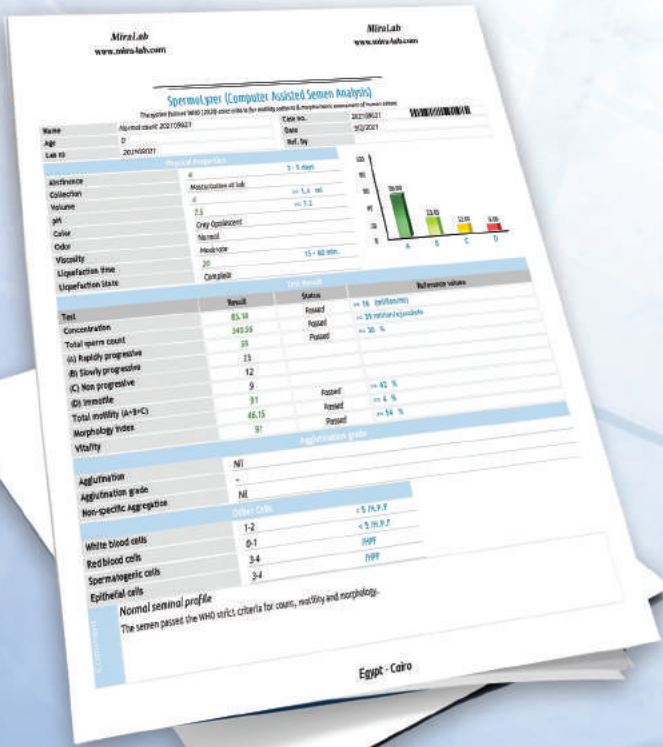 MiraLab
www.mira-lab.com
MiraLab
www.mira-lab.com
SpermoLyzer (Computer Assisted Semen Analysis)
Name Normal count 202109021 Case no. 202109021
Age 0 Date 9/2/2021
Lab no 202109021 Ref. by
Physical Properties
Abstinence 4 3 - 5 days
Collection Masturbation at lab
Volume 4 >= 1.4 ml
pH 7.5 >= 7.2
Color Grey Opalescent
Odor Normal
Viscosity Moderate
Liquefaction time 20 15 - 60 min.
Liquefaction State Complete
A B C D
Test Result
Test Result Status Reference values
Concentration 85.14 Passed >= 16 (million/ml)
Total sperm count 340.56 Passed >= 39 million/ejaculate
(A) Rapidly progressive Passed >= 30 %
(B) Slowly progressive 23
(C) Non progressive 12
(D) Immotile 9
Total motility (A+B+C) 91 Passed >= 42 %
Morphology Index 46.15 Passed >= 4 %
Vitality 91 Passed >= 54 %
Agglutination grade
Agglutination Nil
Agglutination grade -
Non-specific Aggregation Nil
Other Cells
White blood cells 1-2 < 5 /H.P.F
Red blood cells 0-1 < 5 /H.P.F
Spermatogenic cells 3-4 /HPF
Epithelial cells 3-4 /HPF
Comment
Normal seminal profile
The semen passed the WHO strict criteria for count, motility and morphology.
Egypt - Cairo